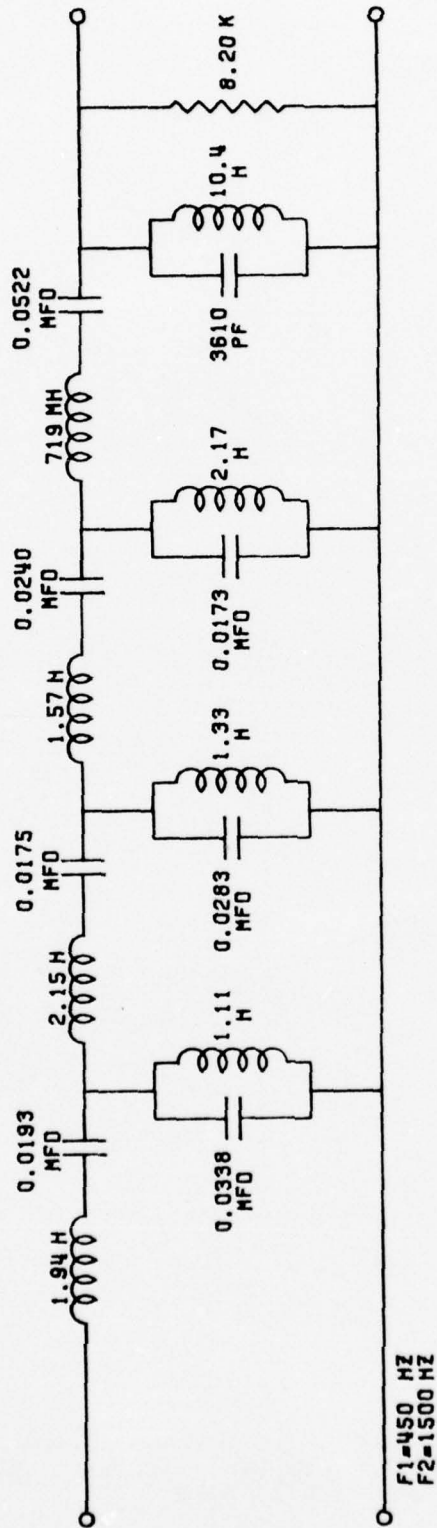 1.94 H
0.0193
MFD
2.15 H
0.0175
MFD
1.57 H
0.0240
MFD
719 MH
0.0522
MFD
0.0338
MFD
1.11
H
0.0283
MFD
1.33
H
0.0173
MFD
2.17
H
3610
PF
10.4
H
8.20 K
F1=450 HZ
F2=1500 HZ